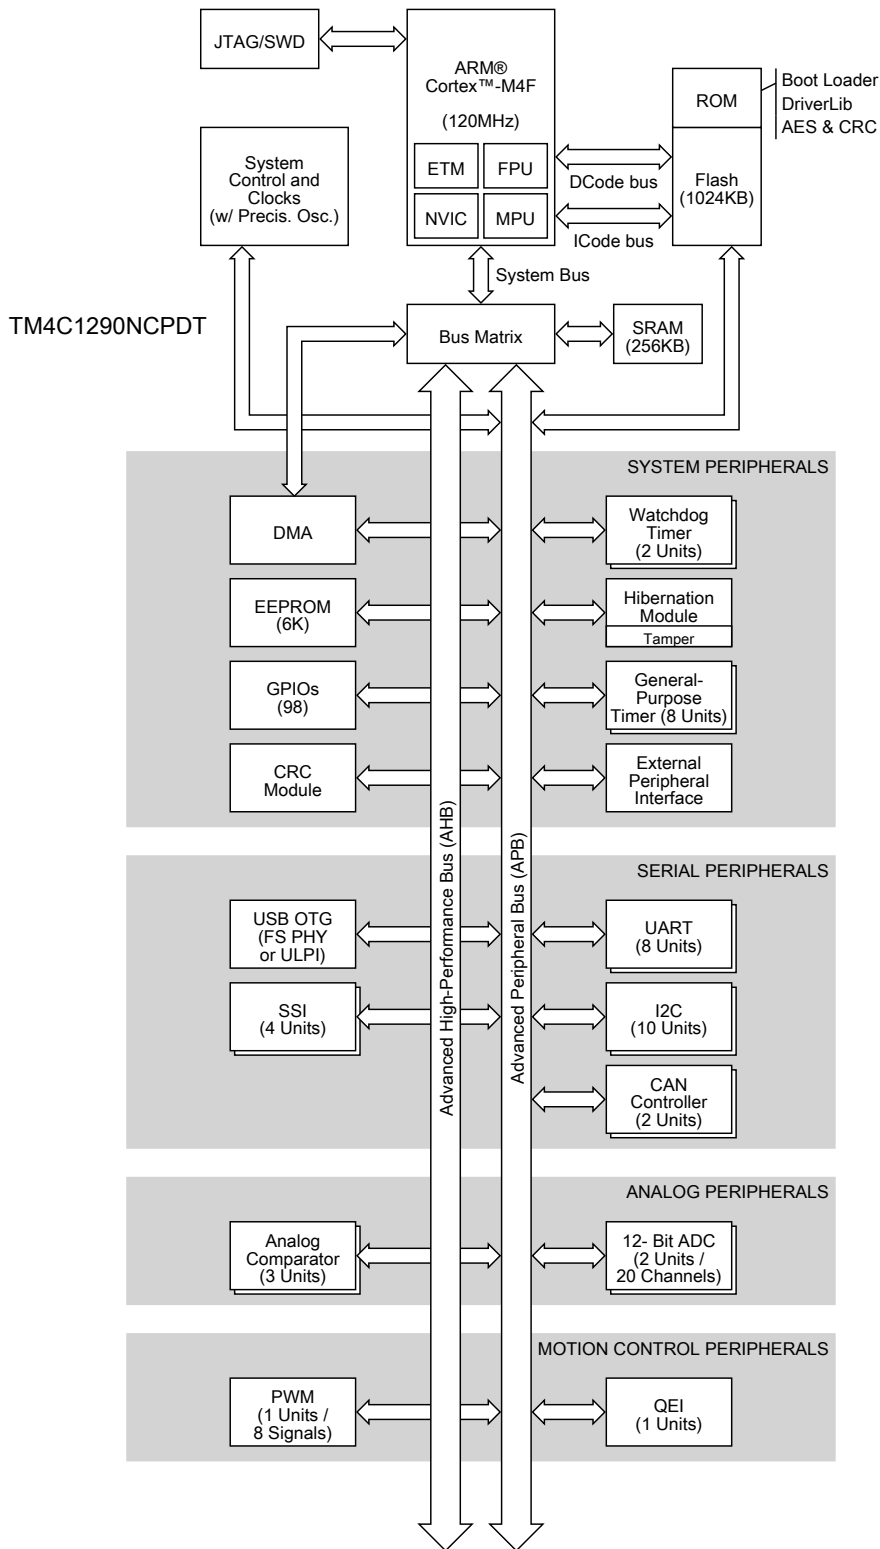 JTAG/SWD
ARM®
Cortex™-M4F
(120MHz)
ETM
FPU
NVIC
MPU
ROM
Boot Loader
DriverLib
AES & CRC
Flash
(1024KB)
DCode bus
ICode bus
System
Control and
Clocks
(w/ Precis. Osc.)
System Bus
TM4C1290NCPDT
Bus Matrix
SRAM
(256KB)
SYSTEM PERIPHERALS
DMA
Watchdog
Timer
(2 Units)
EEPROM
(6K)
Hibernation
Module
Tamper
GPIOs
(98)
General-
Purpose
Timer (8 Units)
CRC
Module
External
Peripheral
Interface
Advanced High-Performance Bus (AHB)
Advanced Peripheral Bus (APB)
SERIAL PERIPHERALS
USB OTG
(FS PHY
or ULPI)
UART
(8 Units)
SSI
(4 Units)
I2C
(10 Units)
CAN
Controller
(2 Units)
ANALOG PERIPHERALS
Analog
Comparator
(3 Units)
12- Bit ADC
(2 Units /
20 Channels)
MOTION CONTROL PERIPHERALS
PWM
(1 Units /
8 Signals)
QEI
(1 Units)